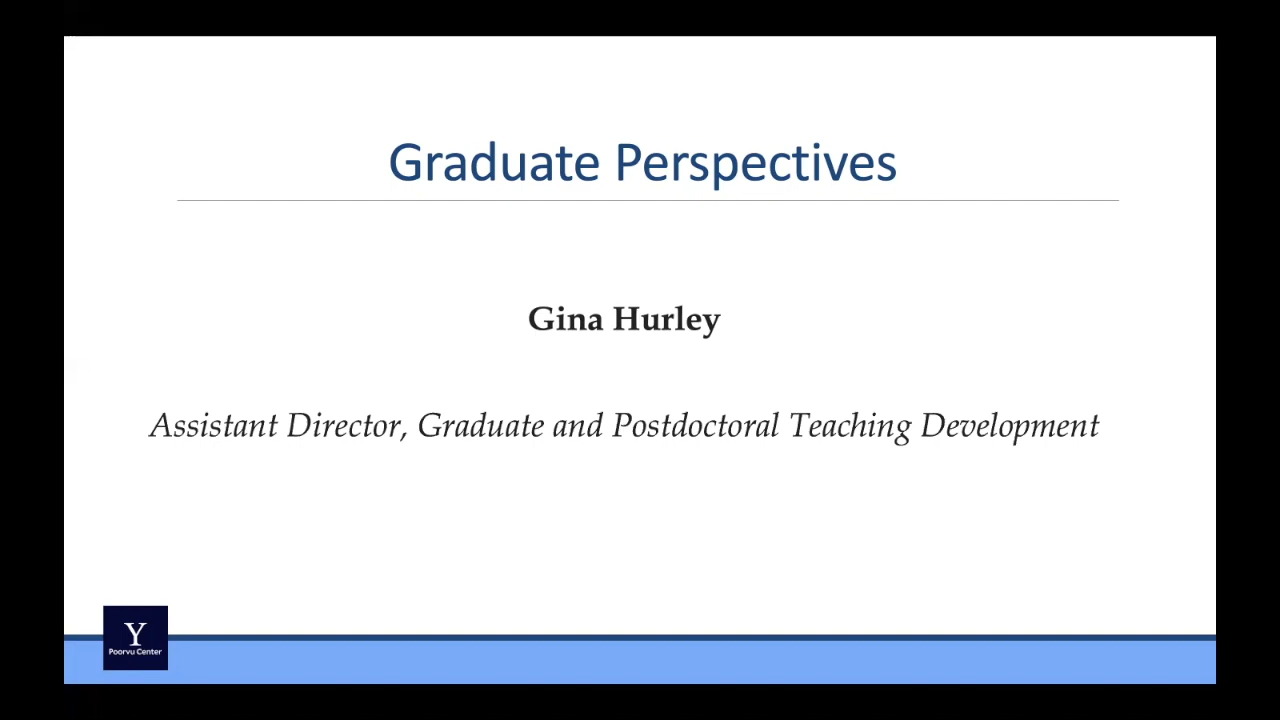 Graduate Perspectives
Gina Hurley
Assistant Director, Graduate and Postdoctoral Teaching Development
Y
Poorvu Center